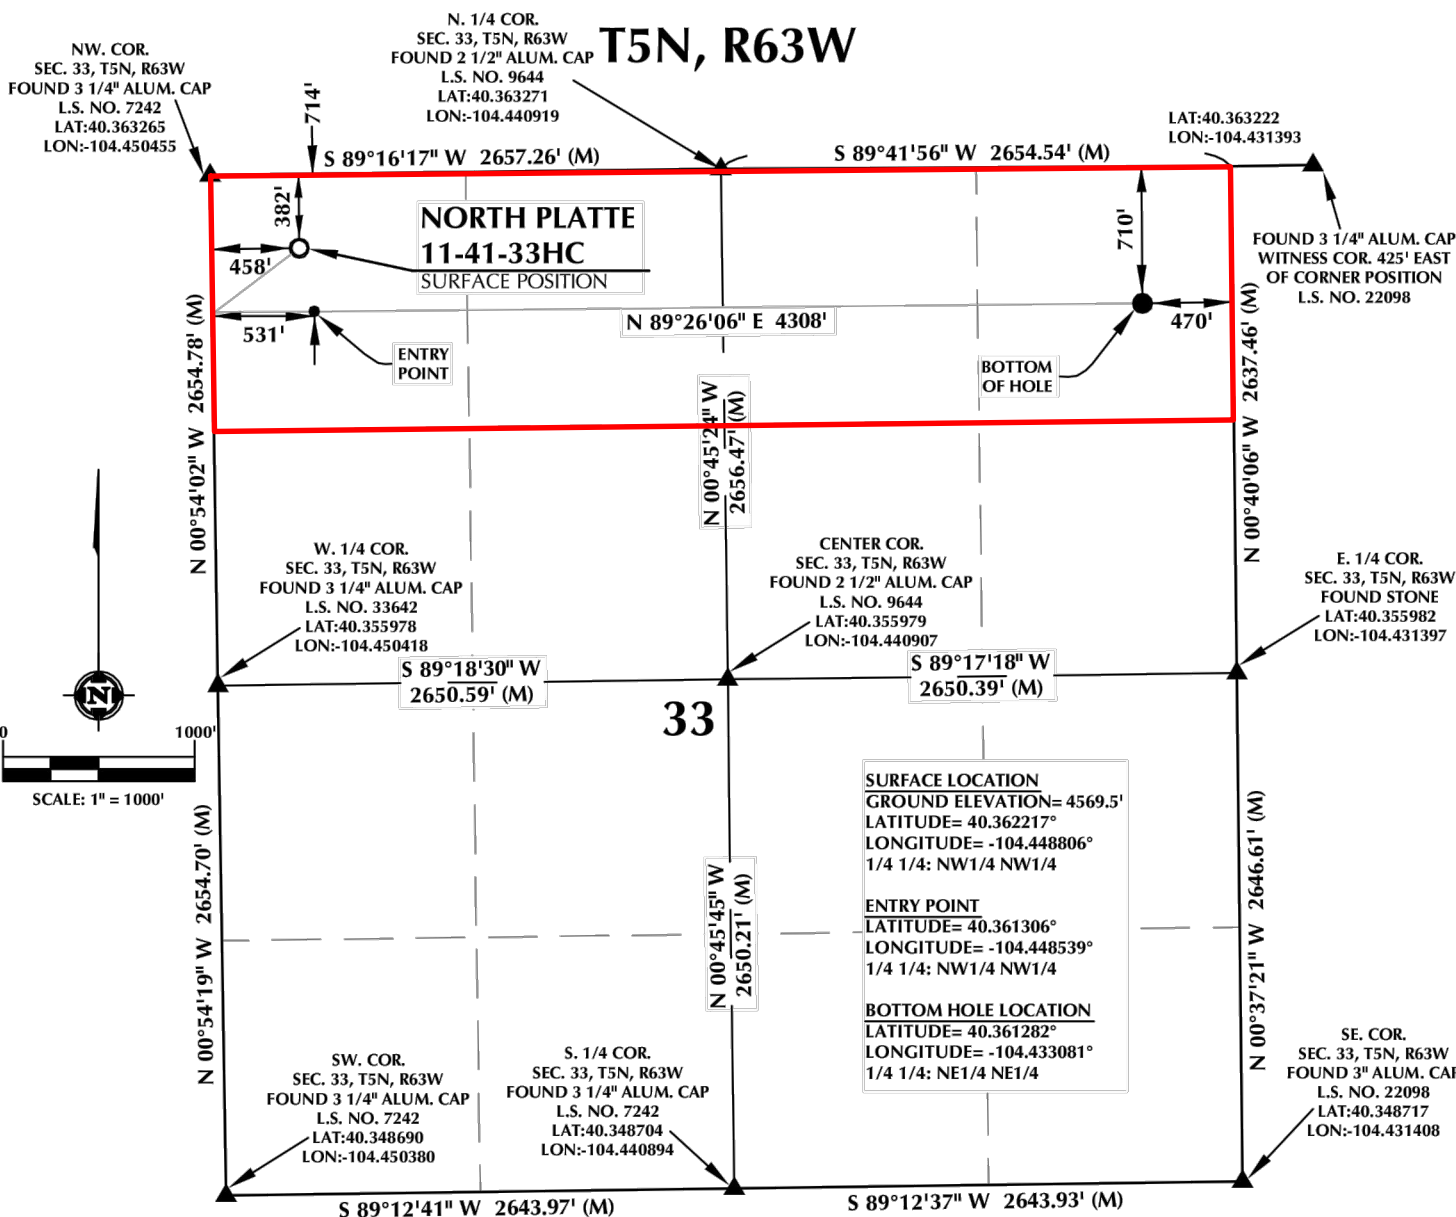 T5N, R63W
NW. COR.
SEC. 33, T5N, R63W
FOUND 3 1/4" ALUM. CAP
L.S. NO. 7242
LAT:40.363265
LON:-104.450455
714'
N. 1/4 COR.
SEC. 33, T5N, R63W
FOUND 2 1/2" ALUM. CAP
L.S. NO. 9644
LAT:40.363271
LON:-104.440919
LAT:40.363222
LON:-104.431393
S 89°16'17" W 2657.26' (M)
S 89°41'56" W 2654.54' (M)
FOUND 3 1/4" ALUM. CAP
WITNESS COR. 425' EAST
OF CORNER POSITION
L.S. NO. 22098
382'
458'
NORTH PLATTE
11-41-33HC
SURFACE POSITION
710'
531'
ENTRY
POINT
N 89°26'06" E 4308'
470'
BOTTOM
OF HOLE
N 00°54'02" W 2654.78' (M)
N 00°45'24" W
2656.47' (M)
N 00°40'06" W 2637.46' (M)
W. 1/4 COR.
SEC. 33, T5N, R63W
FOUND 3 1/4" ALUM. CAP
L.S. NO. 33642
LAT:40.355978
LON:-104.450418
CENTER COR.
SEC. 33, T5N, R63W
FOUND 2 1/2" ALUM. CAP
L.S. NO. 9644
LAT:40.355979
LON:-104.440907
E. 1/4 COR.
SEC. 33, T5N, R63W
FOUND STONE
LAT:40.355982
LON:-104.431397
S 89°18'30" W
2650.59' (M)
S 89°17'18" W
2650.39' (M)
33
N
0 1000'
SCALE: 1" = 1000'
SURFACE LOCATION
GROUND ELEVATION= 4569.5'
LATITUDE= 40.362217°
LONGITUDE= -104.448806°
1/4 1/4: NW1/4 NW1/4
ENTRY POINT
LATITUDE= 40.361306°
LONGITUDE= -104.448539°
1/4 1/4: NW1/4 NW1/4
BOTTOM HOLE LOCATION
LATITUDE= 40.361282°
LONGITUDE= -104.433081°
1/4 1/4: NE1/4 NE1/4
N 00°54'19" W 2654.70' (M)
N 00°45'45" W
2650.21' (M)
N 00°37'21" W 2646.61' (M)
SW. COR.
SEC. 33, T5N, R63W
FOUND 3 1/4" ALUM. CAP
L.S. NO. 7242
LAT:40.348690
LON:-104.450380
S. 1/4 COR.
SEC. 33, T5N, R63W
FOUND 3 1/4" ALUM. CAP
L.S. NO. 7242
LAT:40.348704
LON:-104.440894
SE. COR.
SEC. 33, T5N, R63W
FOUND 3" ALUM. CAP
L.S. NO. 22098
LAT:40.348717
LON:-104.431408
S 89°12'41" W 2643.97' (M)
S 89°12'37" W 2643.93' (M)